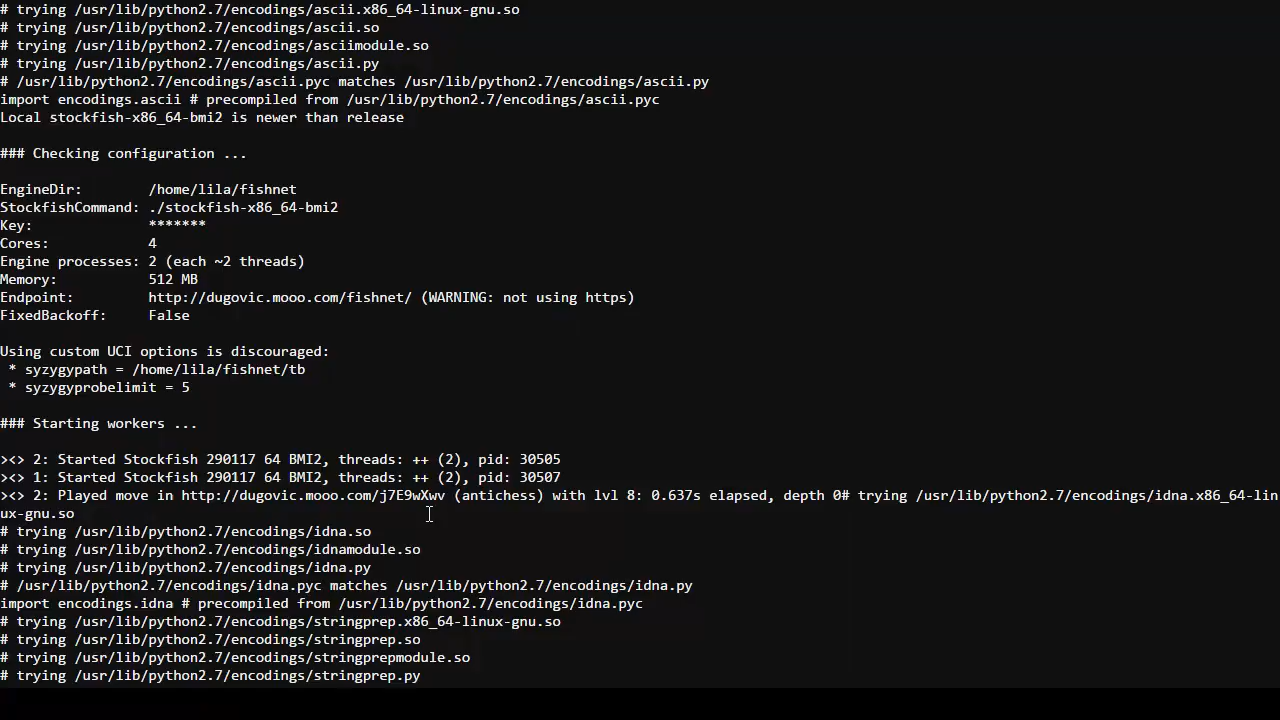 # trying /usr/lib/python2.7/encodings/ascii.x86_64-linux-gnu.so
# trying /usr/lib/python2.7/encodings/ascii.so
# trying /usr/lib/python2.7/encodings/asciimodule.so
# trying /usr/lib/python2.7/encodings/ascii.py
# /usr/lib/python2.7/encodings/ascii.pyc matches /usr/lib/python2.7/encodings/ascii.py
import encodings.ascii # precompiled from /usr/lib/python2.7/encodings/ascii.pyc
Local stockfish-x86_64-bmi2 is newer than release
### Checking configuration ...
EngineDir: /home/lila/fishnet
StockfishCommand: ./stockfish-x86_64-bmi2
Key: *******
Cores: 4
Engine processes: 2 (each ~2 threads)
Memory: 512 MB
Endpoint: http://dugovic.mooo.com/fishnet/ (WARNING: not using https)
FixedBackoff: False
Using custom UCI options is discouraged:
* syzygypath = /home/lila/fishnet/tb
* syzygyprobelimit = 5
### Starting workers ...
><> 2: Started Stockfish 290117 64 BMI2, threads: ++ (2), pid: 30505
><> 1: Started Stockfish 290117 64 BMI2, threads: ++ (2), pid: 30507
><> 2: Played move in http://dugovic.mooo.com/j7E9wXwv (antichess) with lvl 8: 0.637s elapsed, depth 0# trying /usr/lib/python2.7/encodings/idna.x86_64-lin
ux-gnu.so
# trying /usr/lib/python2.7/encodings/idna.so
# trying /usr/lib/python2.7/encodings/idnamodule.so
# trying /usr/lib/python2.7/encodings/idna.py
# /usr/lib/python2.7/encodings/idna.pyc matches /usr/lib/python2.7/encodings/idna.py
import encodings.idna # precompiled from /usr/lib/python2.7/encodings/idna.pyc
# trying /usr/lib/python2.7/encodings/stringprep.x86_64-linux-gnu.so
# trying /usr/lib/python2.7/encodings/stringprep.so
# trying /usr/lib/python2.7/encodings/stringprepmodule.so
# trying /usr/lib/python2.7/encodings/stringprep.py